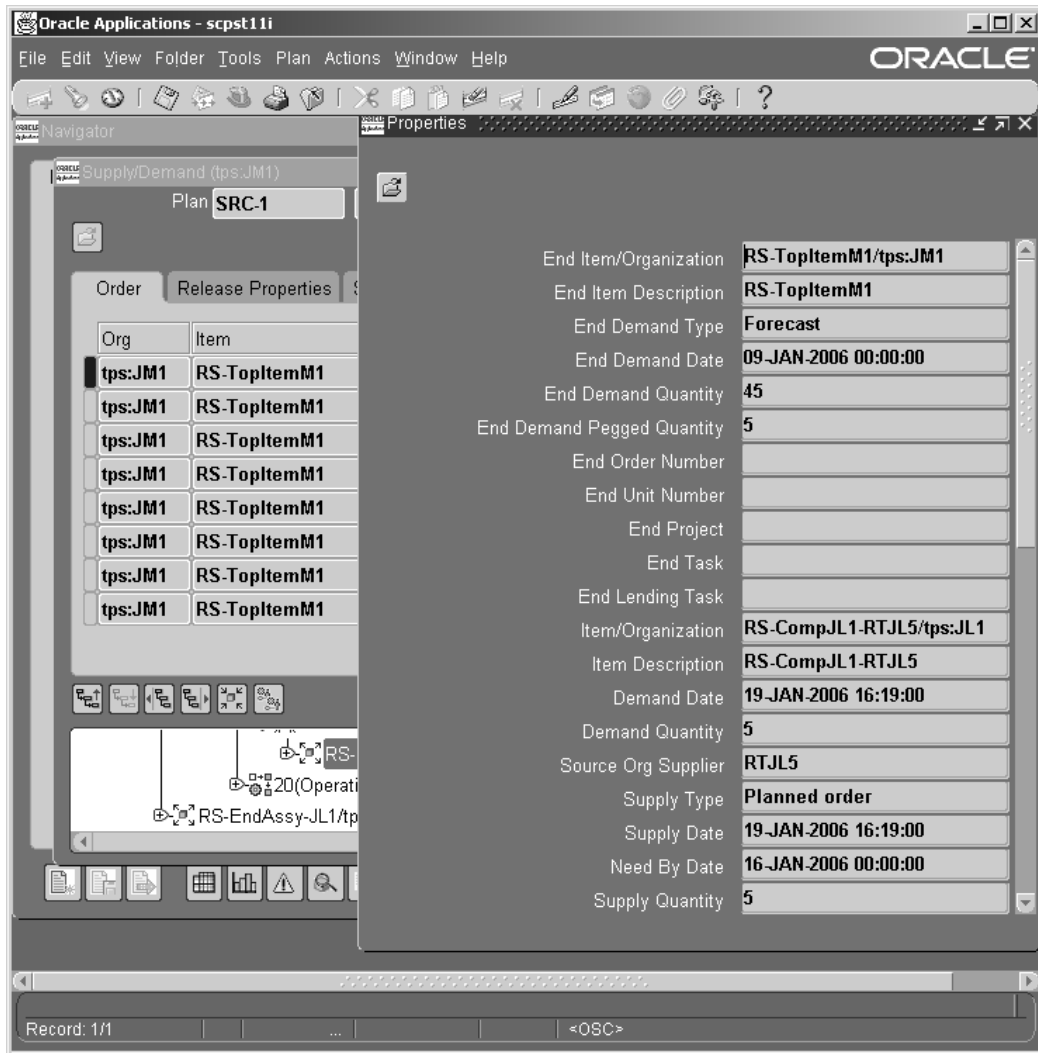 Oracle Applications - scpst11i
File Edit View Folder Tools Plan Actions Window Help
ORACLE
Navigator
Properties
Supply/Demand (tps:JM1)
Plan SRC-1
Order Release Properties
Org Item
tps:JM1 RS-TopItemM1
tps:JM1 RS-TopItemM1
tps:JM1 RS-TopItemM1
tps:JM1 RS-TopItemM1
tps:JM1 RS-TopItemM1
tps:JM1 RS-TopItemM1
tps:JM1 RS-TopItemM1
tps:JM1 RS-TopItemM1
RS-
20(Operati
RS-EndAssy-JL1/tp
End Item/Organization RS-TopItemM1/tps:JM1
End Item Description RS-TopItemM1
End Demand Type Forecast
End Demand Date 09-JAN-2006 00:00:00
End Demand Quantity 45
End Demand Pegged Quantity 5
End Order Number
End Unit Number
End Project
End Task
End Lending Task
Item/Organization RS-CompJL1-RTJL5/tps:JL1
Item Description RS-CompJL1-RTJL5
Demand Date 19-JAN-2006 16:19:00
Demand Quantity 5
Source Org Supplier RTJL5
Supply Type Planned order
Supply Date 19-JAN-2006 16:19:00
Need By Date 16-JAN-2006 00:00:00
Supply Quantity 5
Record: 1/1 ... <OSC>